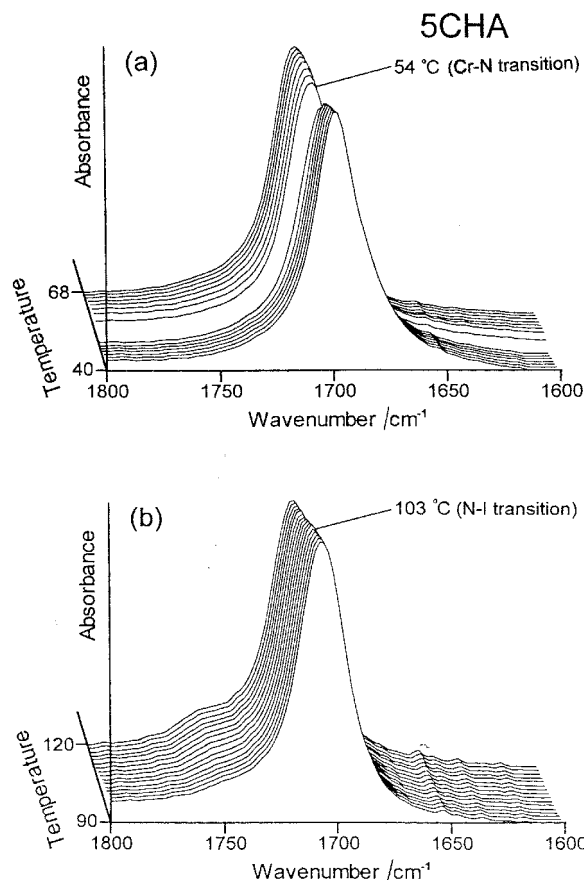 5CHA
(a)
54 °C (Cr-N transition)
Absorbance
68
Temperature
40
1800
1750
1700
1650
1600
Wavenumber /cm-1
(b)
103 °C (N-I transition)
Absorbance
120
Temperature
90
1800
1750
1700
1650
1600
Wavenumber /cm-1